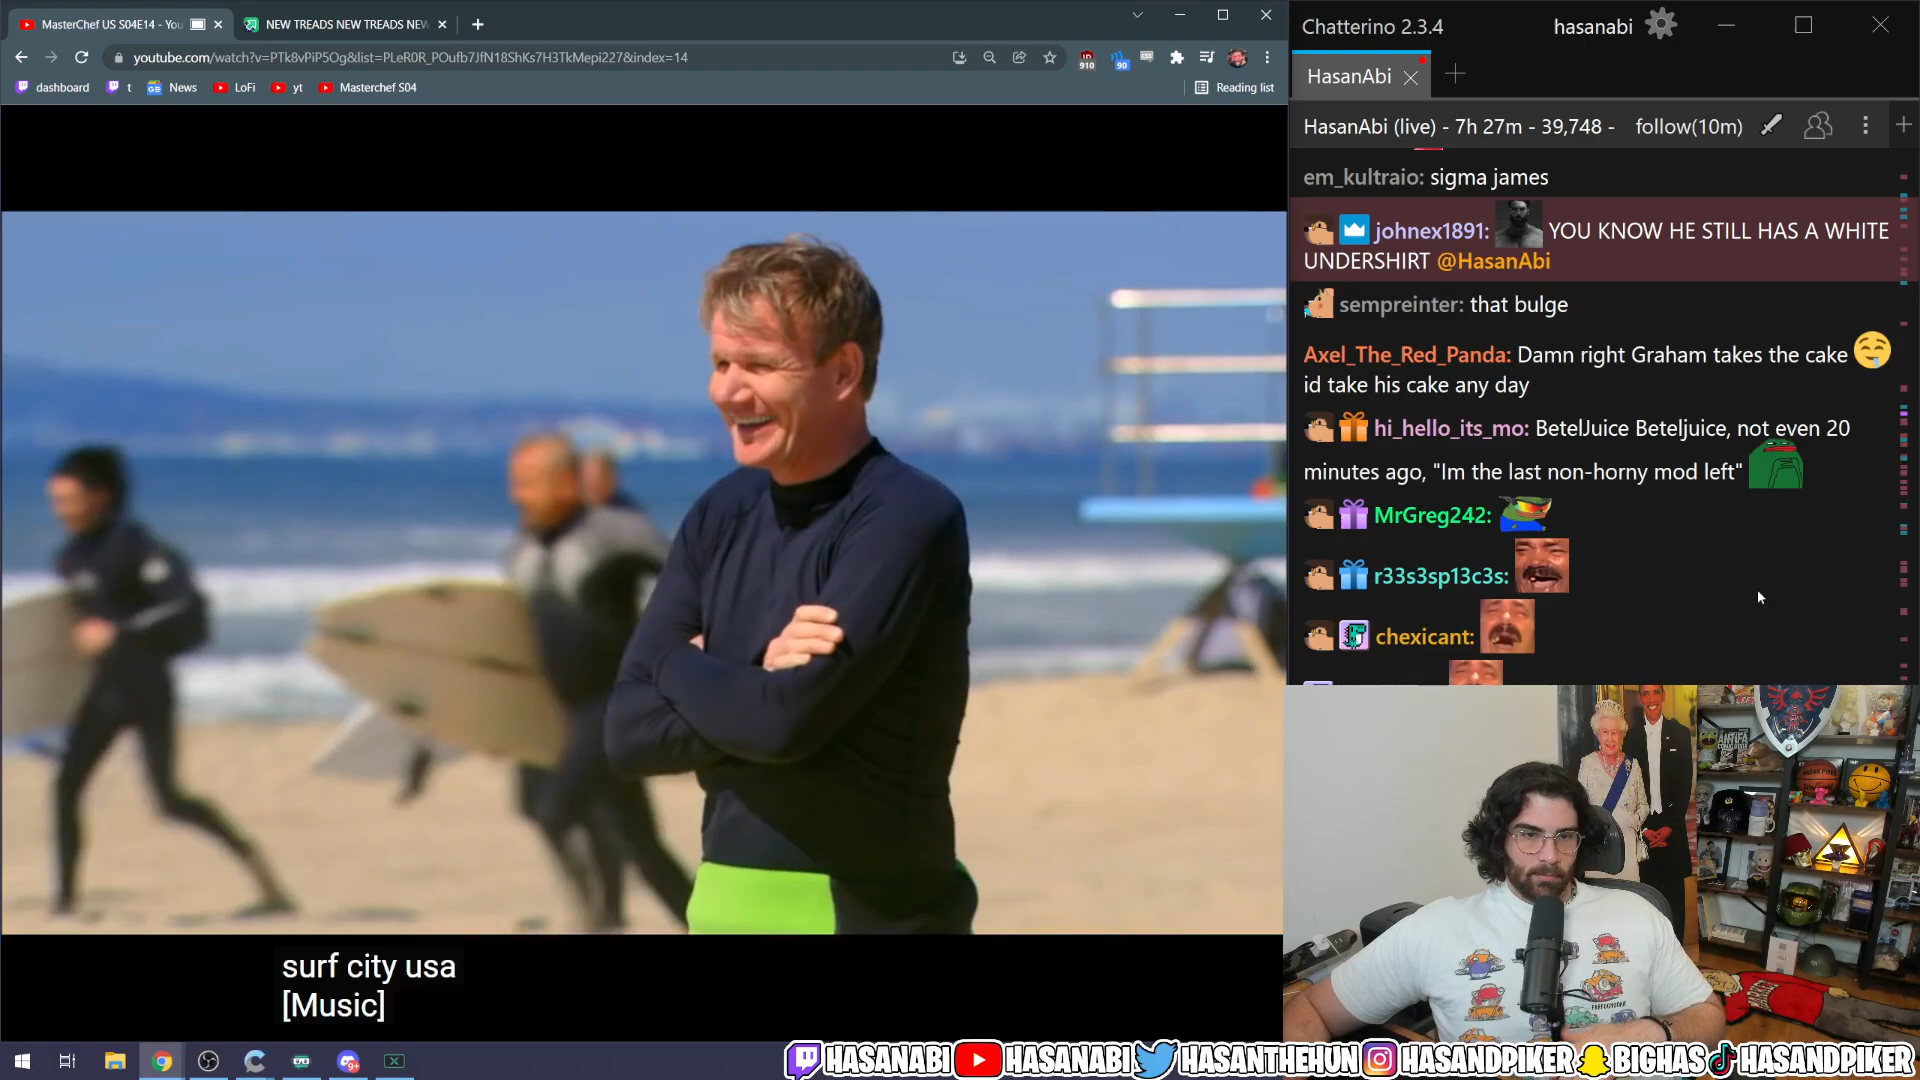 MasterChef US S04E14 - You
NEW TREADS NEW TREADS NEW
youtube.com/watch?v=PTk8vPiP5Og&list=PLeR0R_POufb7JfN18ShKs7H3TkMepi227&index=14
910
90
dashboard
t
News
LoFi
yt
Masterchef S04
Reading list
surf city usa
[Music]
Chatterino 2.3.4
hasanabi
HasanAbi
HasanAbi (live) - 7h 27m - 39,748 -
follow(10m)
em_kultraio: sigma james
johnex1891: YOU KNOW HE STILL HAS A WHITE
UNDERSHIRT @HasanAbi
sempreinter: that bulge
Axel_The_Red_Panda: Damn right Graham takes the cake
id take his cake any day
hi_hello_its_mo: BetelJuice Beteljuice, not even 20
minutes ago, "Im the last non-horny mod left"
MrGreg242:
r33s3sp13c3s:
chexicant:
HASANABI
HASANABI
HASANTHEHUN
HASANDPIKER
BIGHAS
HASANDPIKER